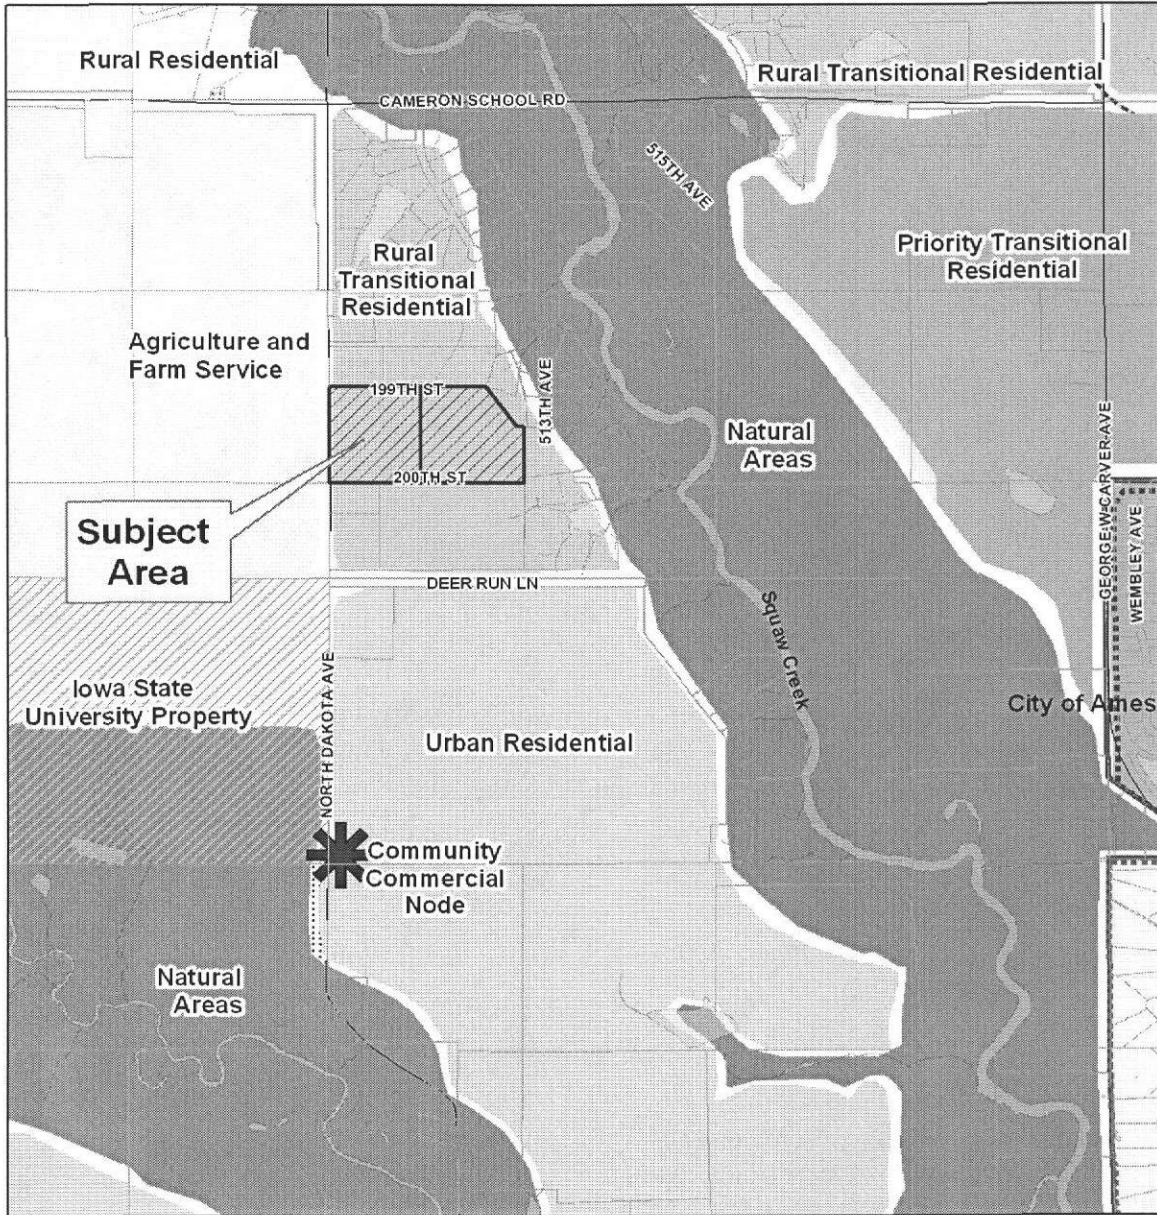 Rural Residential
Rural Transitional Residential
CAMERON SCHOOL RD
515TH AVE
Rural
Transitional
Residential
Priority Transitional
Residential
Agriculture and
Farm Service
199TH ST
513TH AVE
Natural
Areas
200TH ST
GEORGE W CARVER AVE
WEMBLEY AVE
Subject
Area
DEER RUN LN
Squaw Creek
Iowa State
University Property
NORTH DAKOTA AVE
City of Ames
Urban Residential
Community
Commercial
Node
Natural
Areas